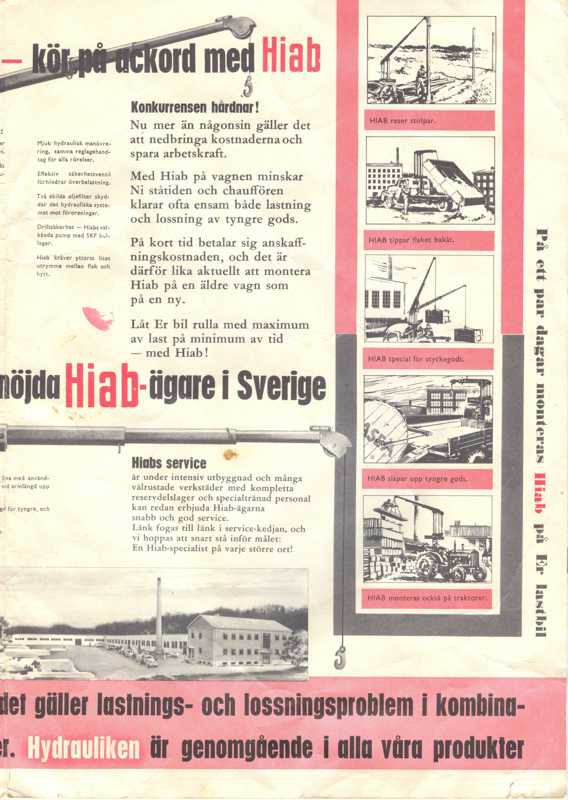 – kör på ackord med Hiab
Konkurrensen hårdnar!
Nu mer än någonsin gäller det
att nedbringa kostnaderna och
spara arbetskraft.
Med Hiab på vagnen minskar
Ni ståtiden och chauffören
klarar ofta ensam både lastning
och lossning av tyngre gods.
På kort tid betalar sig anskaff-
ningskostnaden, och det är
därför lika aktuellt att montera
Hiab på en äldre vagn som
på en ny.
Låt Er bil rulla med maximum
av last på minimum av tid
— med Hiab!
Mjuk hydraulisk manövre-
ring, samma reglagehand-
tag för alla rörelser.
Effektiv säkerhetsventil
förhindrar överbelastning.
Två skilda oljefilter skyd-
dar det hydrauliska syste-
met mot föroreningar.
Driftsäkerhet — Hiabs väl-
kända pump med SKF kul-
lager.
Hiab kräver ytterst litet
utrymme mellan flak och
hytt.
nöjda Hiab-ägare i Sverige
Hiabs service
är under intensiv utbyggnad och många
välrustade verkstäder med kompletta
reservdelslager och specialtränad personal
kan redan erbjuda Hiab-ägarna
snabb och god service.
Länk fogas till länk i service-kedjan, och
vi hoppas att snart stå inför målet:
En Hiab-specialist på varje större ort!
HIAB reser stolpar.
HIAB tippar flaket bakåt.
HIAB special för styckegods.
HIAB släpar upp tyngre gods.
HIAB monteras också på traktorer.
På ett par dagar monteras Hiab på Er lastbil
det gäller lastnings- och lossningsproblem i kombina-
er. Hydrauliken är genomgående i alla våra produkter